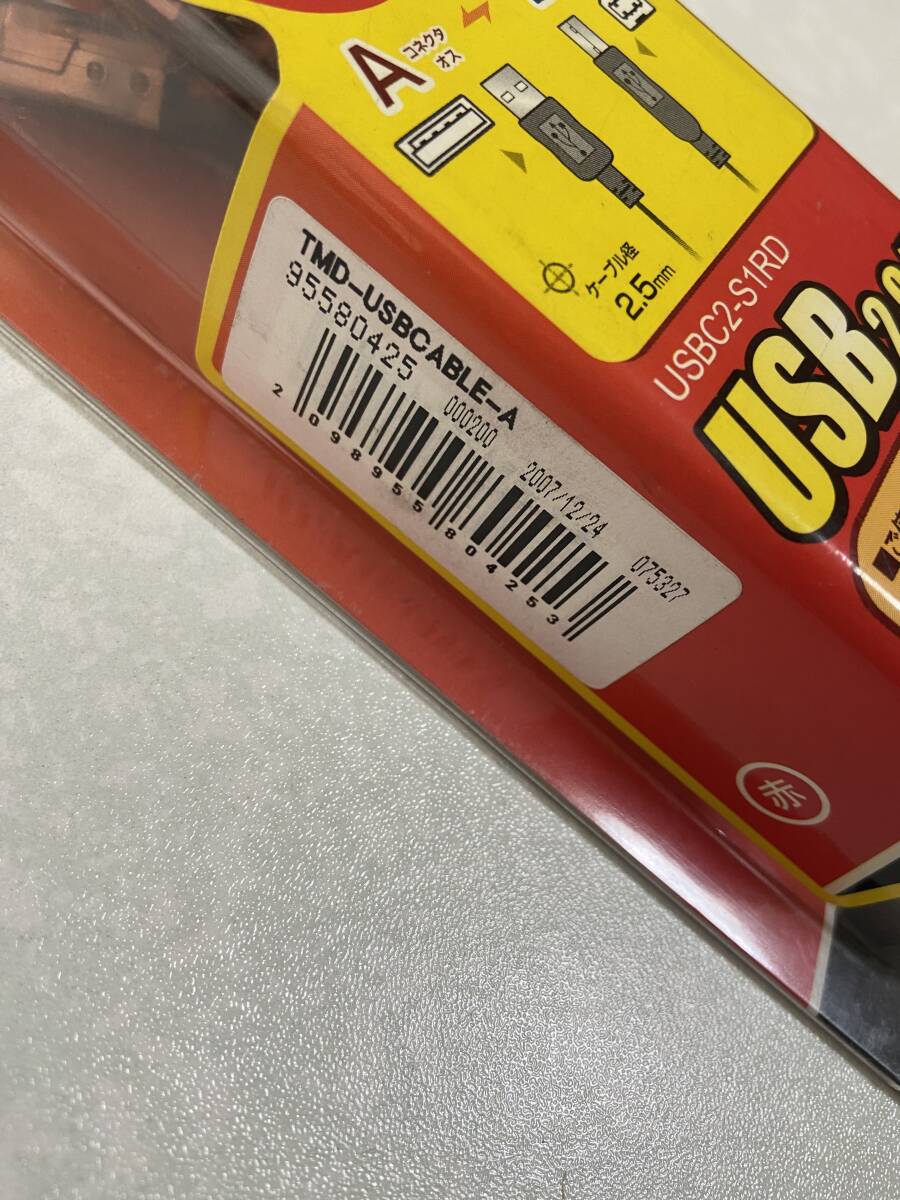 A
コネクタ
オス
ケーブル径
2.5mm
USBC2-S1RD
USB2.0
TMD-USBCABLE-A
95580425
000200
2007/12/24
075327
2098955804253
赤